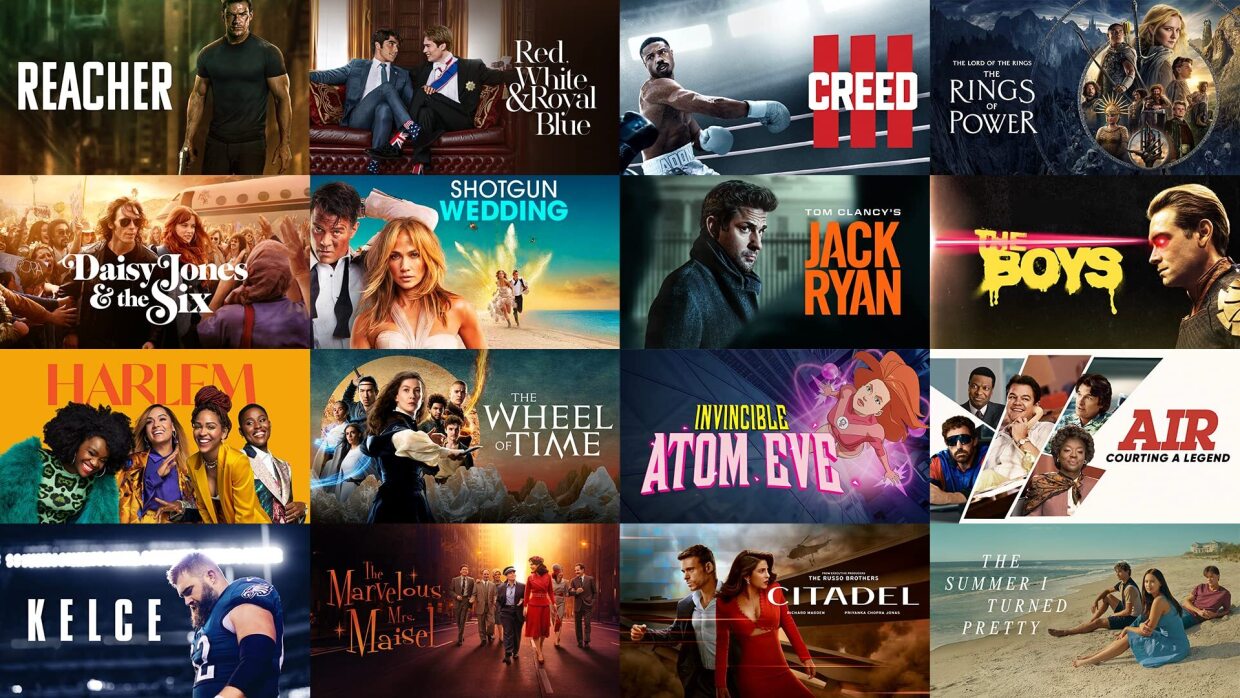 REACHER
Red,
White
& Royal
Blue
CREED
III
THE LORD OF THE RINGS
THE
RINGS
OF
POWER
Daisy Jones
& the Six
SHOTGUN
WEDDING
TOM CLANCY'S
JACK
RYAN
THE
BOYS
HARLEM
THE
WHEEL
OF TIME
INVINCIBLE
ATOM EVE
AIR
COURTING A LEGEND
KELCE
The
Marvelous
Mrs.
Maisel
FROM EXECUTIVE PRODUCERS
THE RUSSO BROTHERS
CITADEL
RICHARD MADDEN PRIYANKA CHOPRA JONAS
THE
SUMMER I
TURNED
PRETTY